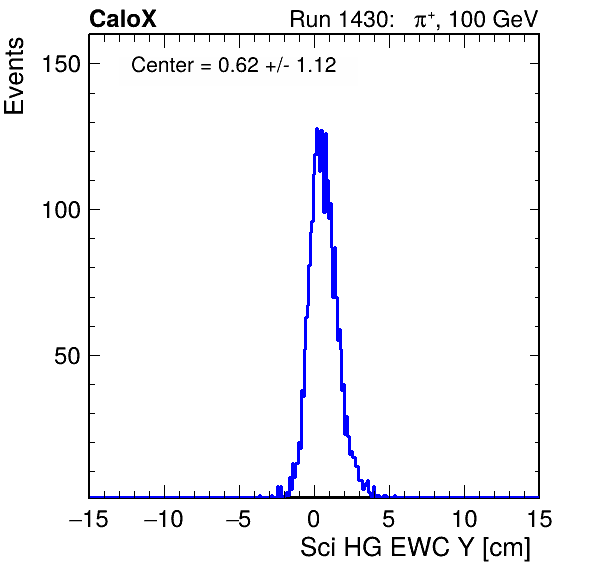 CaloX Run 1430: π⁺, 100 GeV
Center = 0.62 +/- 1.12
Events
150
100
50
−15 −10 −5 0 5 10 15
Sci HG EWC Y [cm]